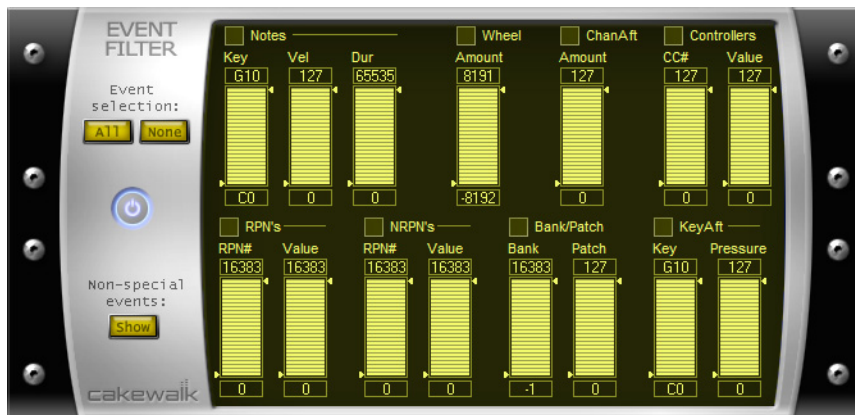 EVENT
FILTER
Event
selection:
All None
Non-special
events:
Show
cakewalk
Notes Wheel ChanAft Controllers
Key Vel Dur Amount Amount CC# Value
G10 127 65535 8191 127 127 127
C0 0 0 -8192 0 0 0
RPN's NRPN's Bank/Patch KeyAft
RPN# Value RPN# Value Bank Patch Key Pressure
16383 16383 16383 16383 16383 127 G10 127
0 0 0 0 -1 0 C0 0